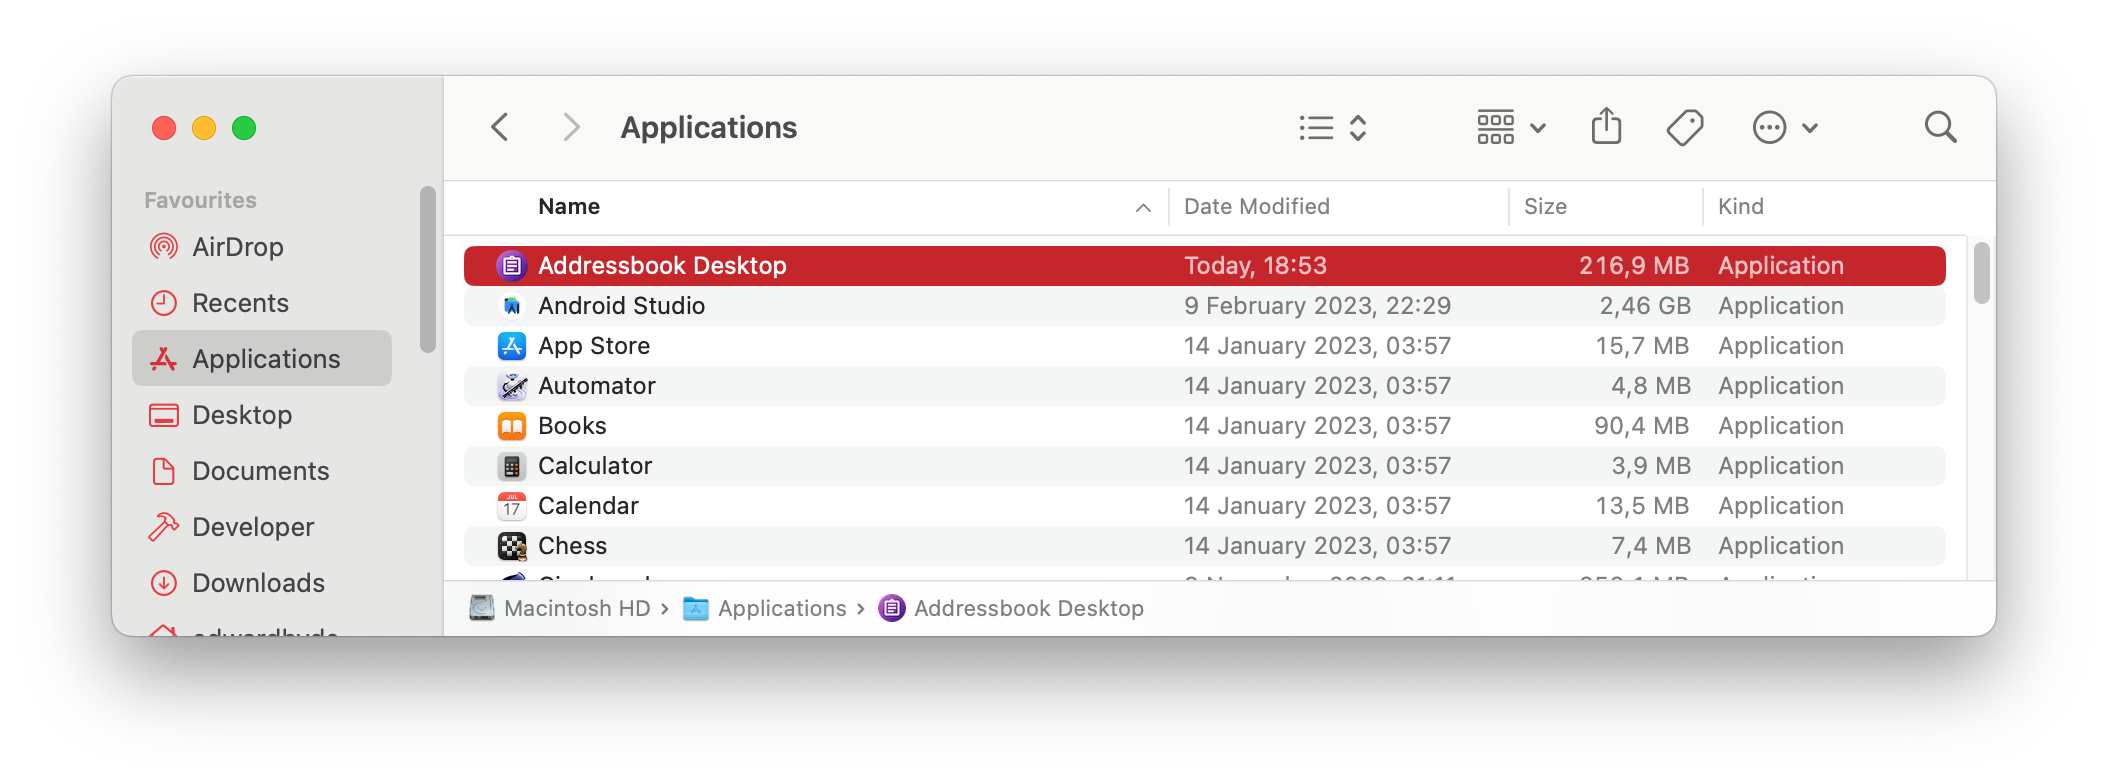 Applications
Favourites
AirDrop
Recents
Applications
Desktop
Documents
Developer
Downloads
Name Date Modified Size Kind
Addressbook Desktop Today, 18:53 216,9 MB Application
Android Studio 9 February 2023, 22:29 2,46 GB Application
App Store 14 January 2023, 03:57 15,7 MB Application
Automator 14 January 2023, 03:57 4,8 MB Application
Books 14 January 2023, 03:57 90,4 MB Application
Calculator 14 January 2023, 03:57 3,9 MB Application
JUL
17
Calendar 14 January 2023, 03:57 13,5 MB Application
Chess 14 January 2023, 03:57 7,4 MB Application
Macintosh HD › Applications › Addressbook Desktop